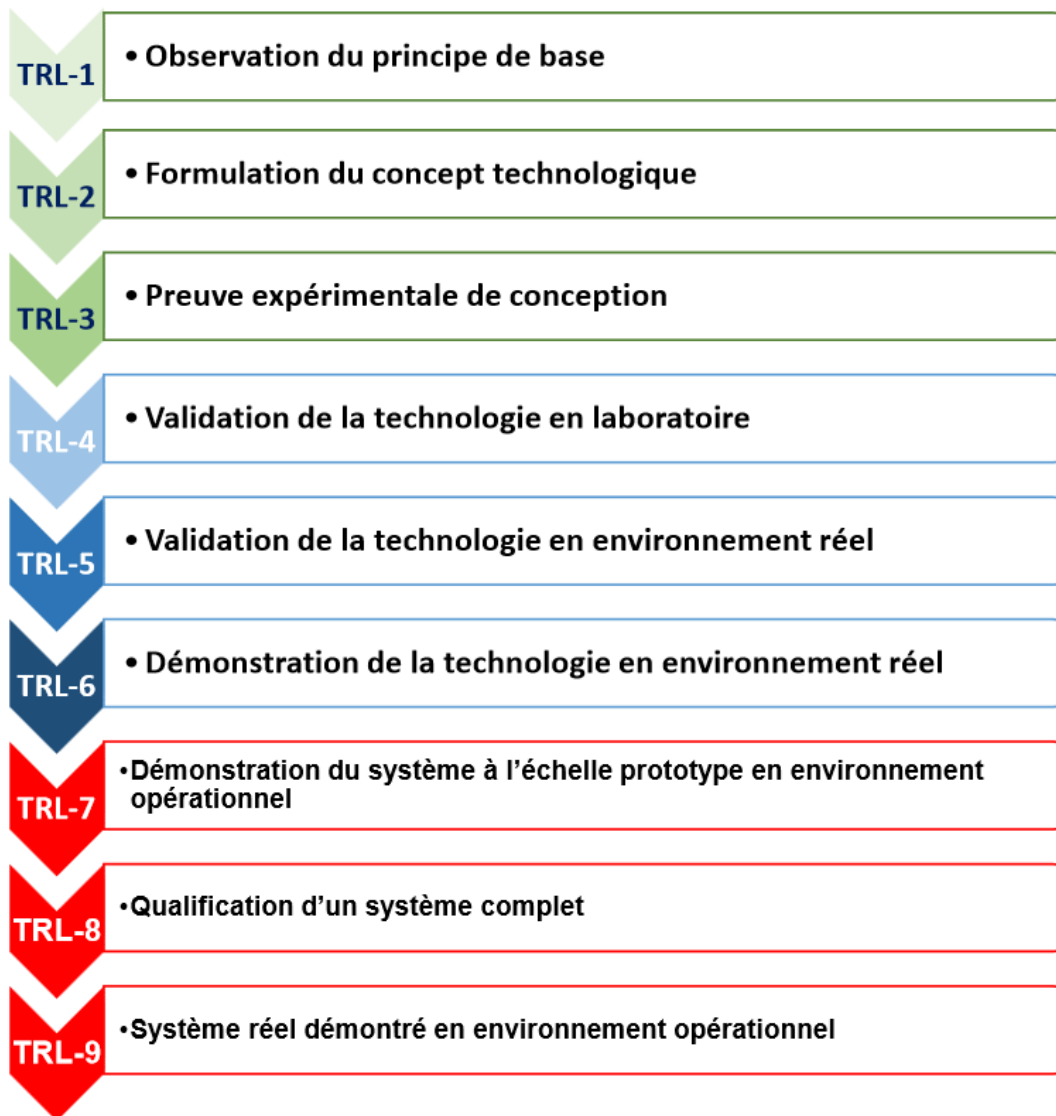 TRL-1
• Observation du principe de base
TRL-2
• Formulation du concept technologique
TRL-3
• Preuve expérimentale de conception
TRL-4
• Validation de la technologie en laboratoire
TRL-5
• Validation de la technologie en environnement réel
TRL-6
• Démonstration de la technologie en environnement réel
TRL-7
•Démonstration du système à l’échelle prototype en environnement
opérationnel
TRL-8
•Qualification d’un système complet
TRL-9
•Système réel démontré en environnement opérationnel